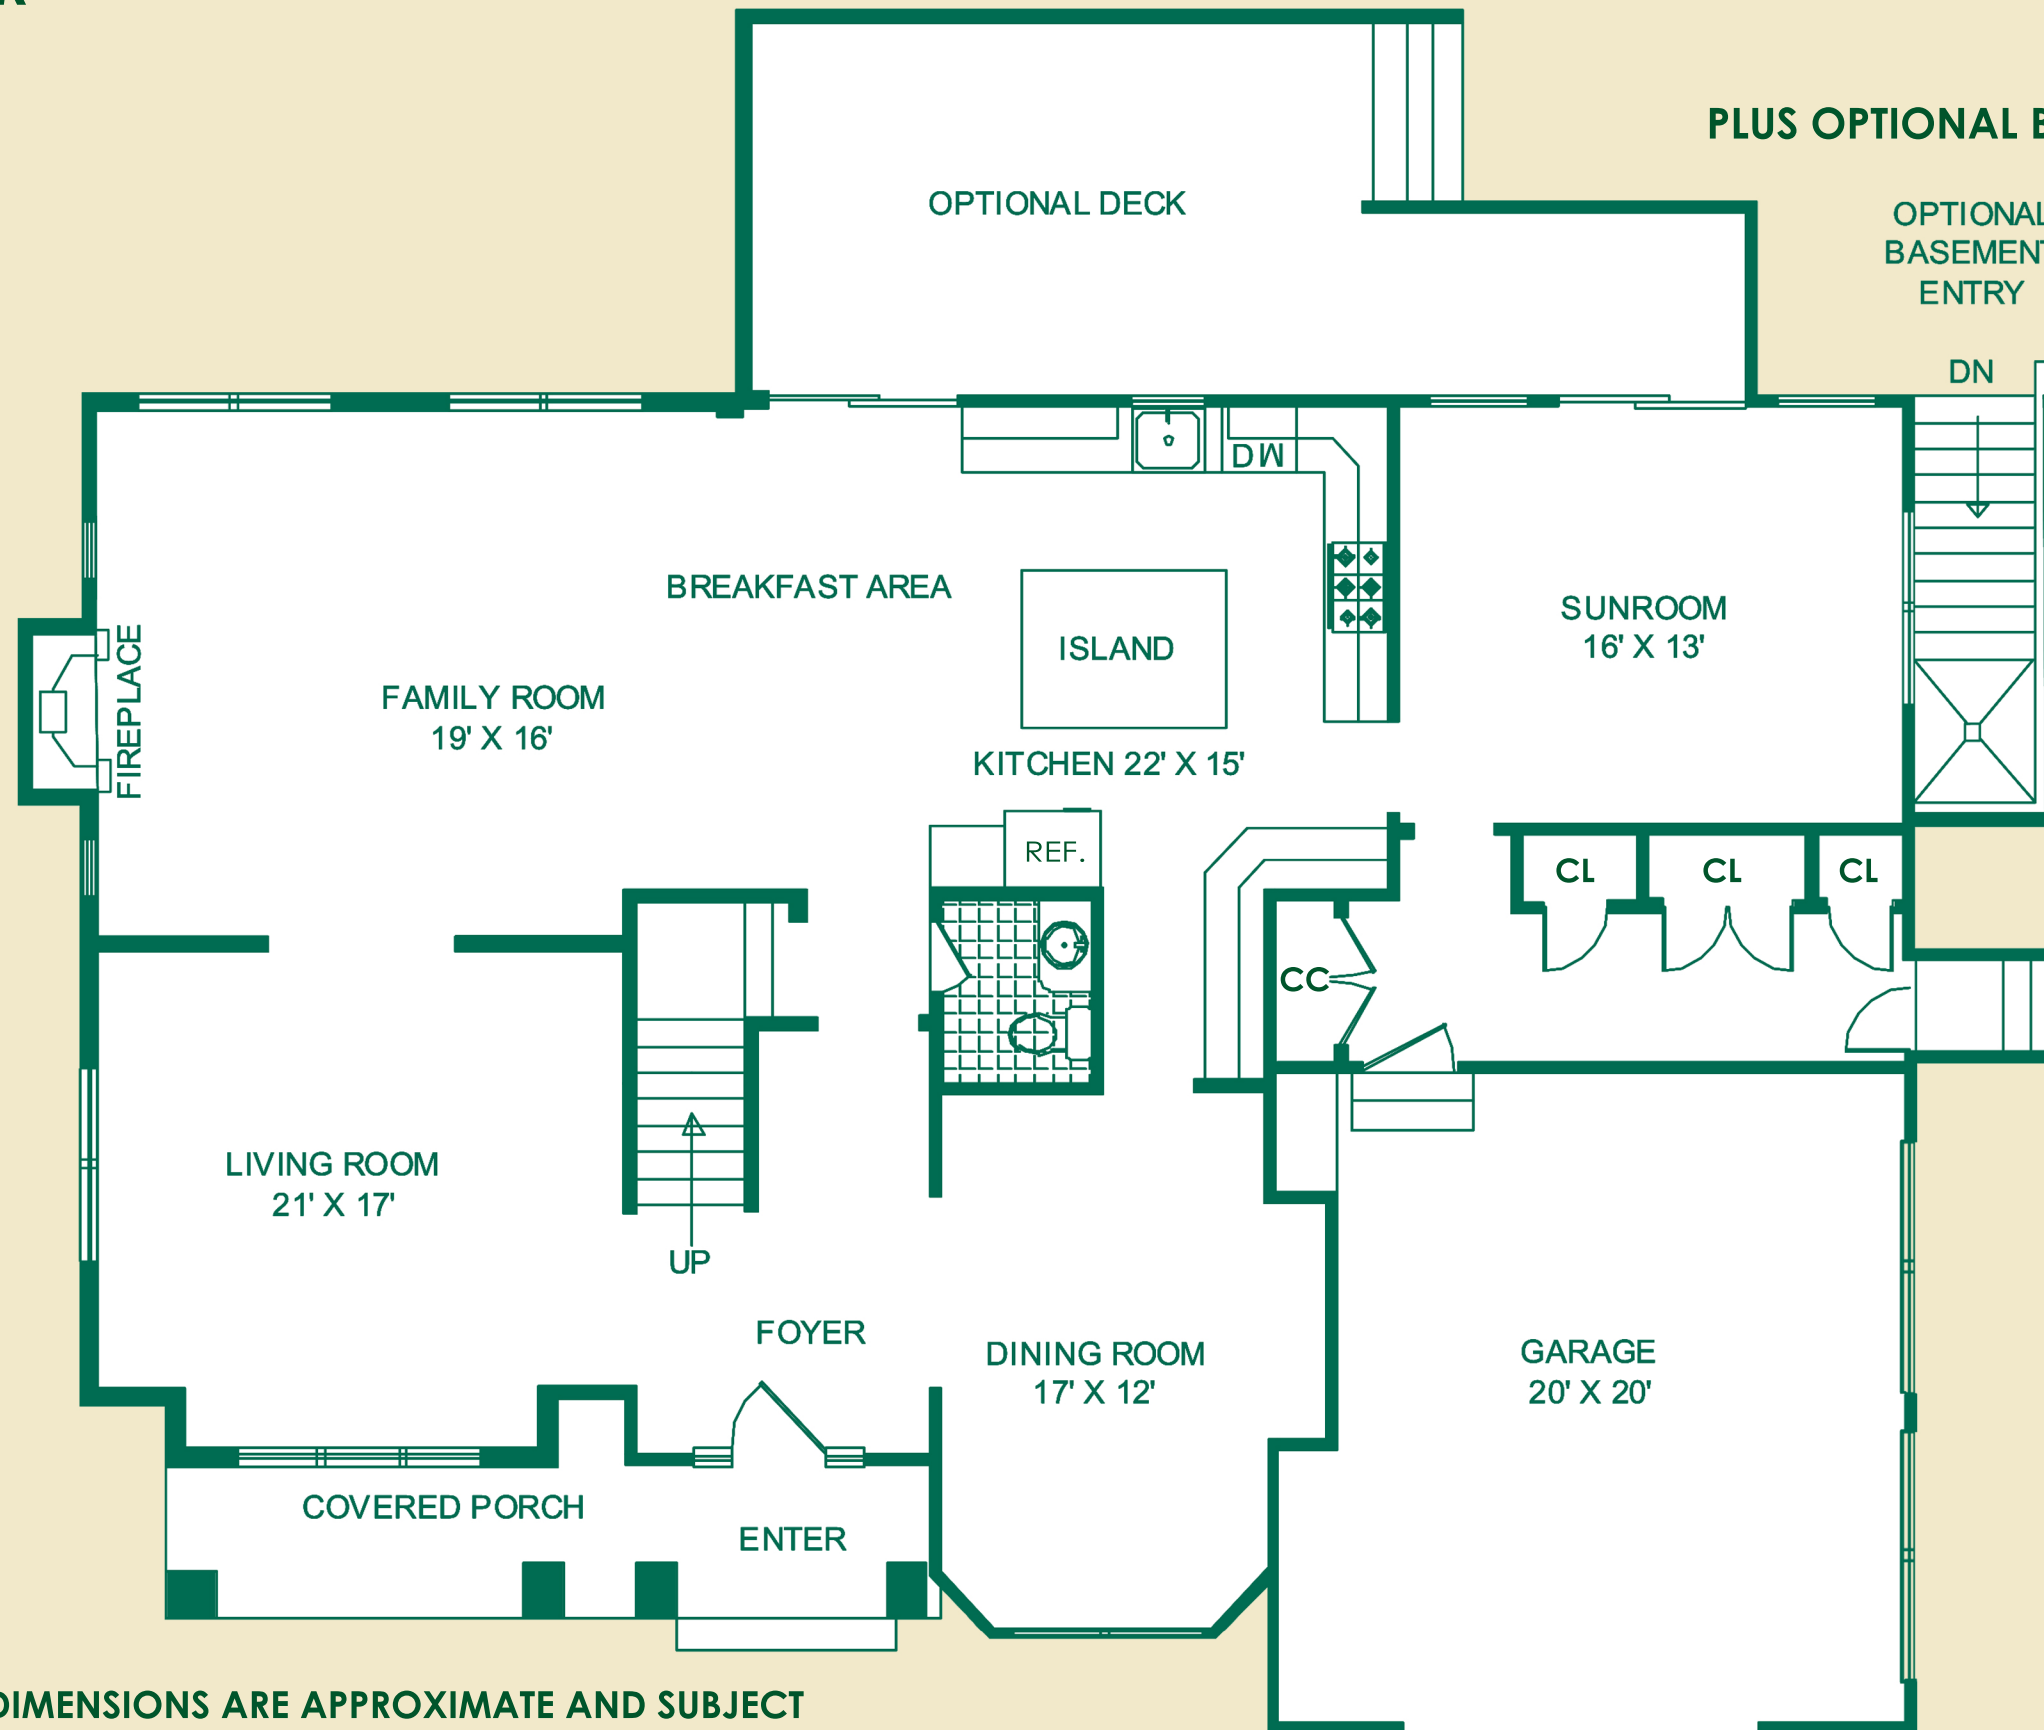 PLUS OPTIONAL
OPTIONAL DECK
OPTIONAL
BASEMENT
ENTRY
DN
DW
BREAKFAST AREA
ISLAND
SUNROOM
16' X 13'
FIREPLACE
FAMILY ROOM
19' X 16'
KITCHEN 22' X 15'
REF.
CL
CL
CL
CC
LIVING ROOM
21' X 17'
UP
FOYER
DINING ROOM
17' X 12'
GARAGE
20' X 20'
COVERED PORCH
ENTER
DIMENSIONS ARE APPROXIMATE AND SUBJECT